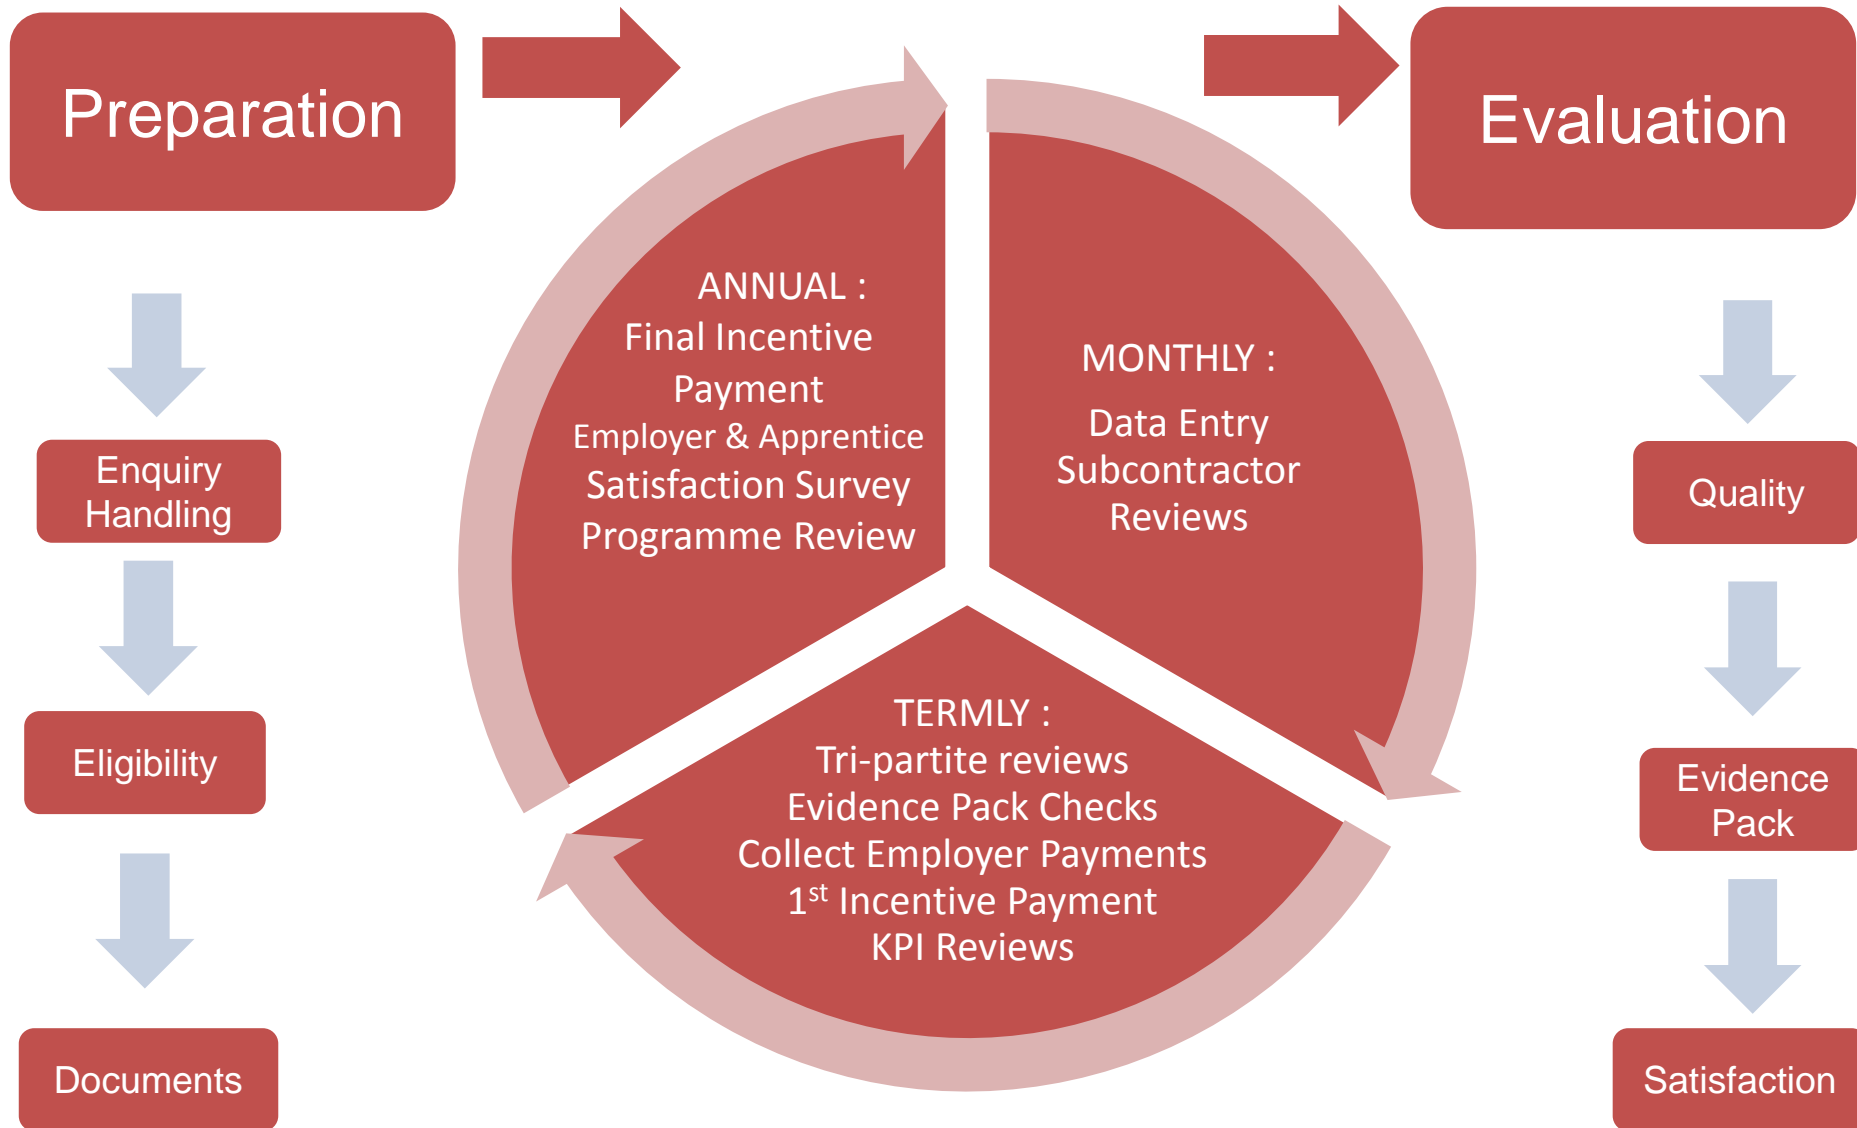 Preparation
Enquiry
Handling
Eligibility
Documents
ANNUAL :
Final Incentive
Payment
Employer & Apprentice
Satisfaction Survey
Programme Review
MONTHLY :
Data Entry
Subcontractor
Reviews
TERMLY :
Tri-partite reviews
Evidence Pack Checks
Collect Employer Payments
1st Incentive Payment
KPI Reviews
Evaluation
Quality
Evidence
Pack
Satisfaction